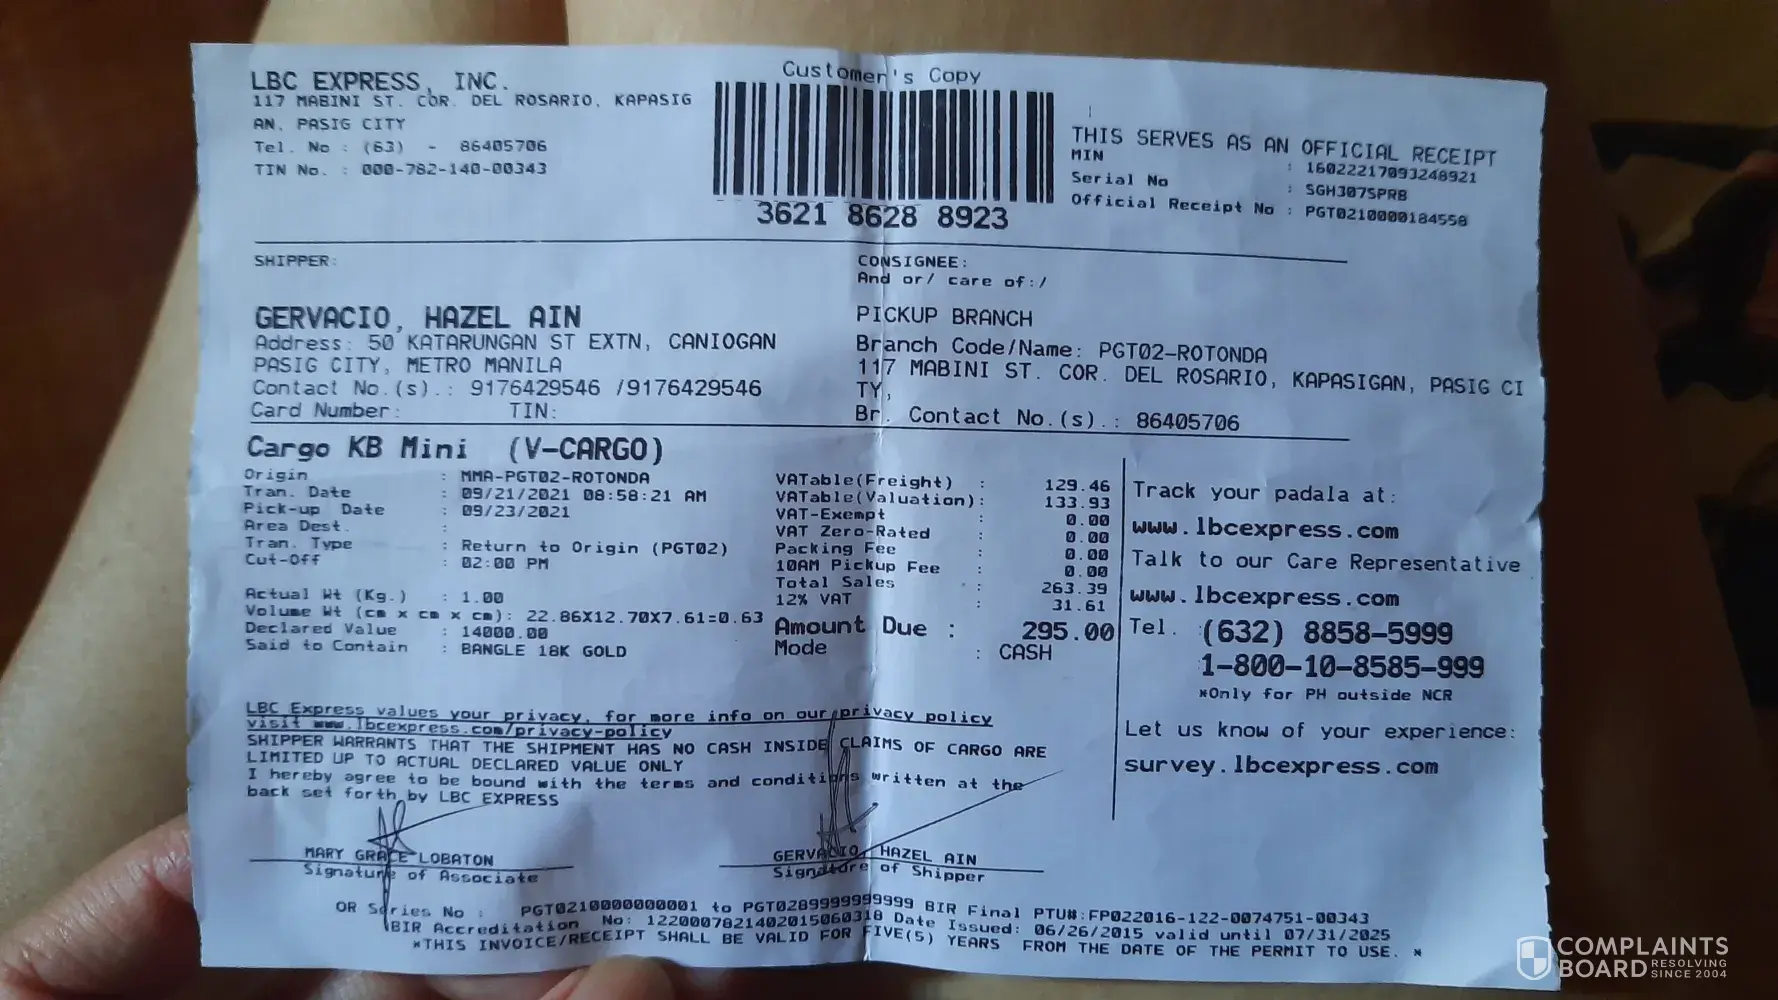 Customer's Copy
LBC EXPRESS, INC.
117 MABINI ST. COR. DEL ROSARIO, KAPASIG
AN, PASIG CITY
Tel. No : (63) - 86405706
TIN No. : 000-782-140-00343
3621 8628 8923
THIS SERVES AS AN OFFICIAL RECEIPT
MIN : 16022217093248921
Serial No : SGH307SPRB
Official Receipt No : PGT0210000184558
SHIPPER:
GERVACIO, HAZEL AIN
Address: 50 KATARUNGAN ST EXTN, CANIOGAN
PASIG CITY, METRO MANILA
Contact No.(s).: 9176429546 /9176429546
Card Number: TIN:
CONSIGNEE:
And or/ care of:/
PICKUP BRANCH
Branch Code/Name: PGT02-ROTONDA
117 MABINI ST. COR. DEL ROSARIO, KAPASIGAN, PASIG CI
TY,
Br. Contact No.(s).: 86405706
Cargo KB Mini (V-CARGO)
Origin : MMA-PGT02-ROTONDA
Tran. Date : 09/21/2021 08:58:21 AM
Pick-up Date : 09/23/2021
Area Dest. :
Tran. Type : Return to Origin (PGT02)
Cut-Off : 02:00 PM
Actual Wt (Kg.) : 1.00
Volume Wt (cm x cm x cm): 22.86X12.70X7.61=0.63
Declared Value : 14000.00
Said to Contain : BANGLE 18K GOLD
VATable(Freight) : 129.46
VATable(Valuation): 133.93
VAT-Exempt : 0.00
VAT Zero-Rated : 0.00
Packing Fee : 0.00
10AM Pickup Fee : 0.00
Total Sales : 263.39
12% VAT : 31.61
Amount Due : 295.00
Mode : CASH
Track your padala at:
www.lbcexpress.com
Talk to our Care Representative
www.lbcexpress.com
Tel. :(632) 8858-5999
:1-800-10-8585-999
*Only for PH outside NCR
Let us know of your experience:
survey.lbcexpress.com
LBC Express values your privacy, for more info on our privacy policy
visit www.lbcexpress.com/privacy-policy
SHIPPER WARRANTS THAT THE SHIPMENT HAS NO CASH INSIDE CLAIMS OF CARGO ARE
LIMITED UP TO ACTUAL DECLARED VALUE ONLY
I hereby agree to be bound with the terms and conditions written at the
back set forth by LBC EXPRESS
MARY GRACE LOBATON
Signature of Associate
GERVACIO, HAZEL AIN
Signature of Shipper
OR Series No : PGT0210000000001 to PGT0289999999999 BIR Final PTU#:FP022016-122-0074751-00343
BIR Accreditation No: 1220007821402015060318 Date Issued: 06/26/2015 valid until 07/31/2025
*THIS INVOICE/RECEIPT SHALL BE VALID FOR FIVE(5) YEARS FROM THE DATE OF THE PERMIT TO USE. *
COMPLAINTS
BOARD RESOLVING SINCE 2004